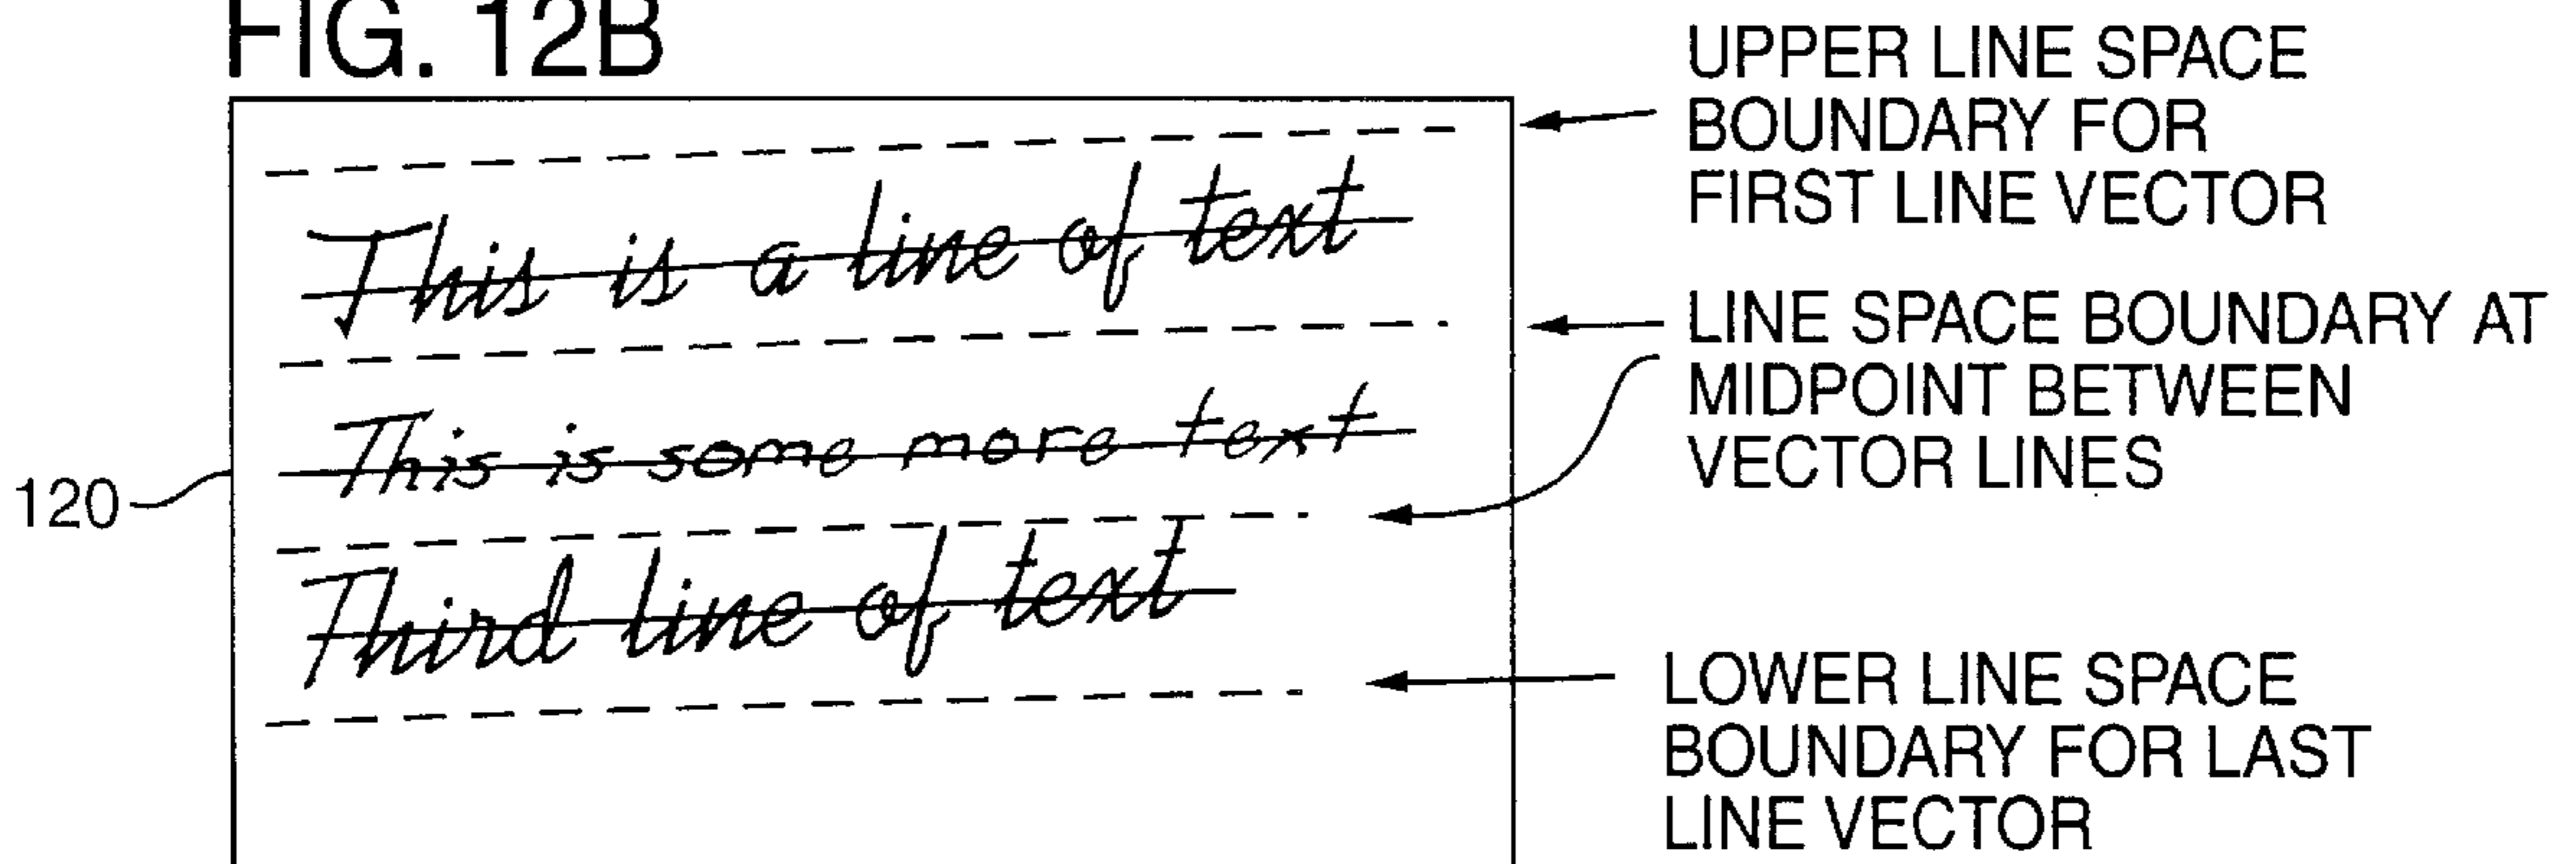 FIG. 12B
UPPER LINE SPACE
BOUNDARY FOR
FIRST LINE VECTOR
This is a line of text
LINE SPACE BOUNDARY AT
MIDPOINT BETWEEN
VECTOR LINES
This is some more text
120
Third line of text
LOWER LINE SPACE
BOUNDARY FOR LAST
LINE VECTOR